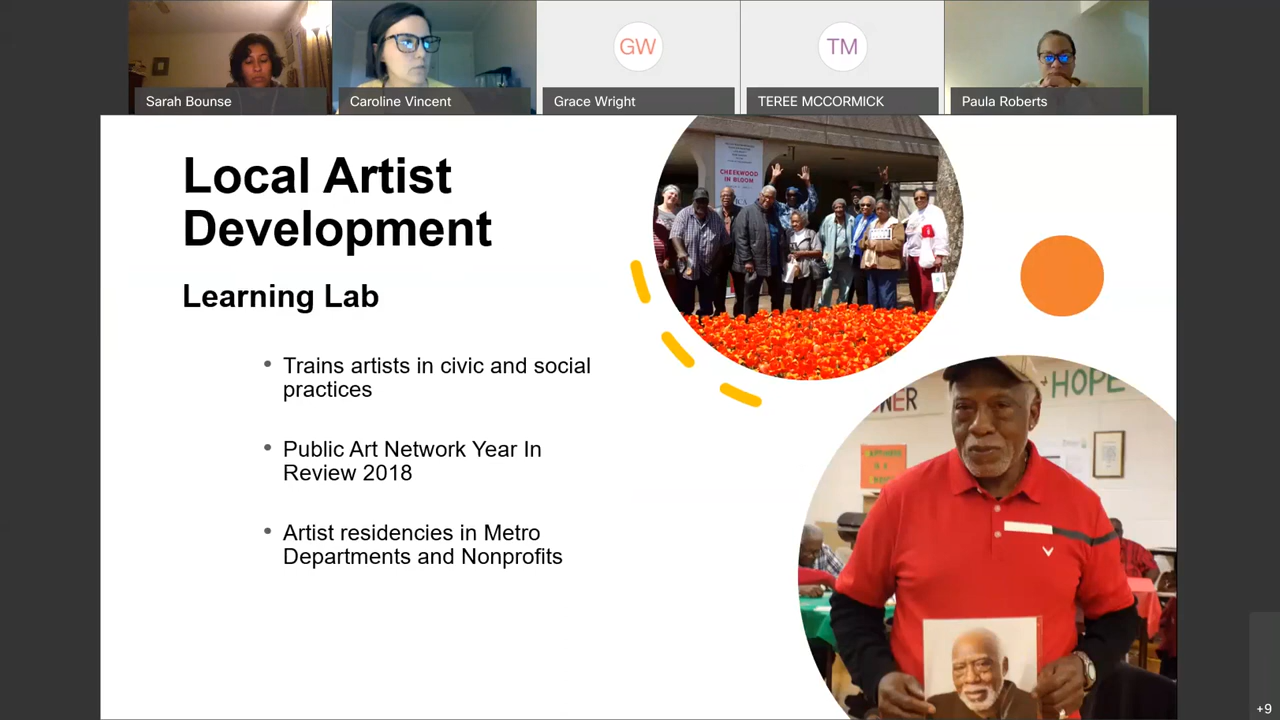 GW
TM
Sarah Bounse
Caroline Vincent
Grace Wright
TEREE MCCORMICK
Paula Roberts
Local Artist
Development
Learning Lab
• Trains artists in civic and social
practices
• Public Art Network Year In
Review 2018
• Artist residencies in Metro
Departments and Nonprofits
CHEEKWOOD
IN BLOOM
HOPE
+9